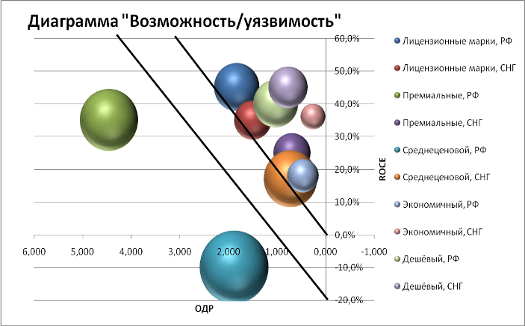 Диаграмма "Возможность/уязвимость"
60,0%
50,0%
40,0%
30,0%
20,0%
10,0%
0,0%
-10,0%
-20,0%
ROCE
6,000
5,000
4,000
3,000
2,000
1,000
0,000
-1,000
ОДР
Лицензионные марки, РФ
Лицензионные марки, СНГ
Премиальные, РФ
Премиальные, СНГ
Среднеценовой, РФ
Среднеценовой, СНГ
Экономичный, РФ
Экономичный, СНГ
Дешёвый, РФ
Дешёвый, СНГ